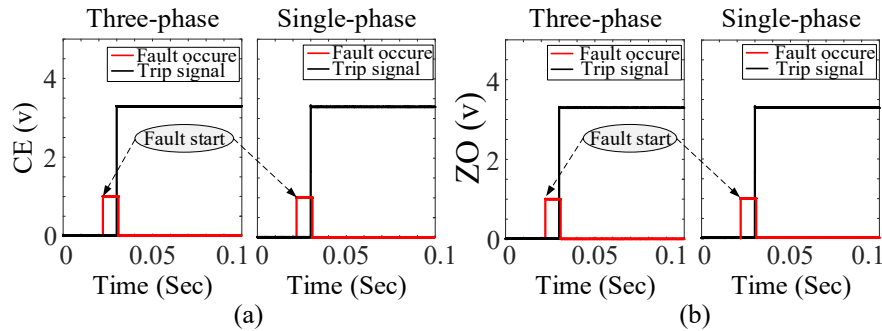 Three-phase
Single-phase
Three-phase
Single-phase
CE (v)
4
2
0
Fault occure
Trip signal
Fault occure
Trip signal
Fault start
0
0.05
0.1
0
0.05
0.1
Time (Sec)
Time (Sec)
(a)
ZO (v)
4
2
0
Fault occure
Trip signal
Fault occure
Trip signal
Fault start
0
0.05
0.1
0
0.05
0.1
Time (Sec)
Time (Sec)
(b)